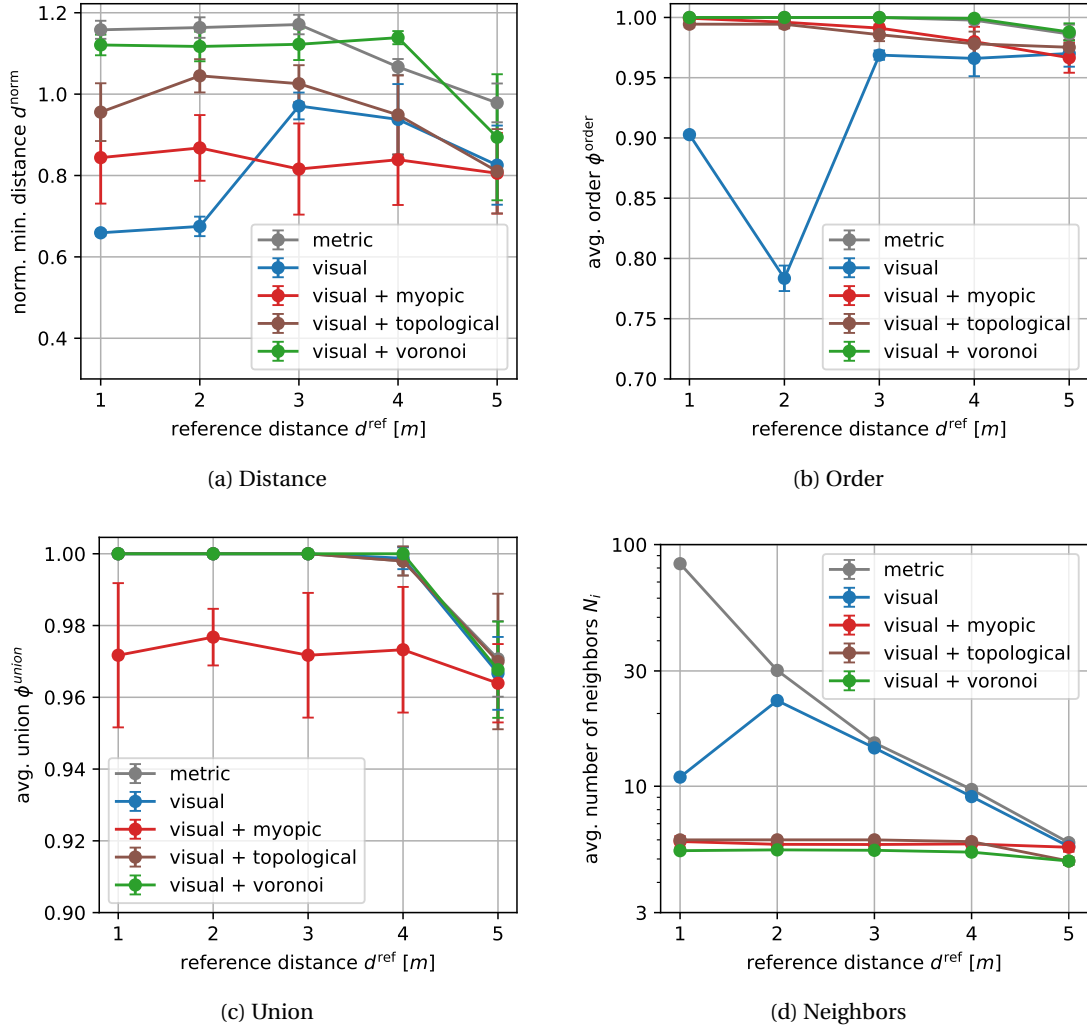 1.2
1.0
0.8
0.6
0.4
norm. min. distance d^norm
metric
visual
visual + myopic
visual + topological
visual + voronoi
1 2 3 4 5
reference distance d^ref [m]
(a) Distance
1.00
0.95
0.90
0.85
0.80
0.75
0.70
avg. order ϕ^order
metric
visual
visual + myopic
visual + topological
visual + voronoi
1 2 3 4 5
reference distance d^ref [m]
(b) Order
1.00
0.98
0.96
0.94
0.92
0.90
avg. union ϕ^union
metric
visual
visual + myopic
visual + topological
visual + voronoi
1 2 3 4 5
reference distance d^ref [m]
(c) Union
100
30
10
3
avg. number of neighbors N_i
metric
visual
visual + myopic
visual + topological
visual + voronoi
1 2 3 4 5
reference distance d^ref [m]
(d) Neighbors